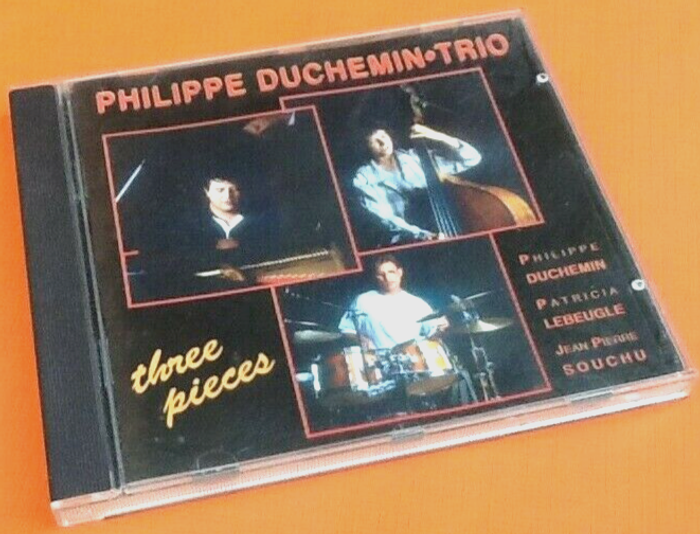 PHILIPPE DUCHEMIN•TRIO
PHILIPPE
DUCHEMIN
PATRICIA
LEBEUGLE
JEAN PIERRE
SOUCHU
three
pieces